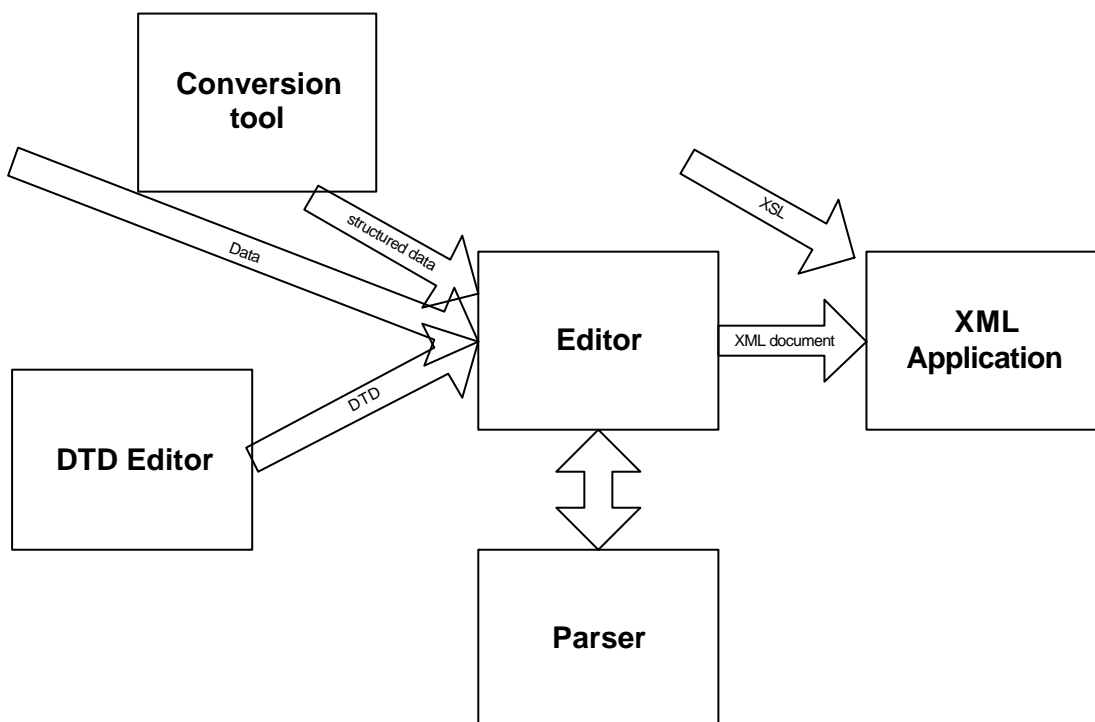 Conversion
tool
structured data
Data
XSL
Editor
XML document
XML
Application
DTD
DTD Editor
Parser